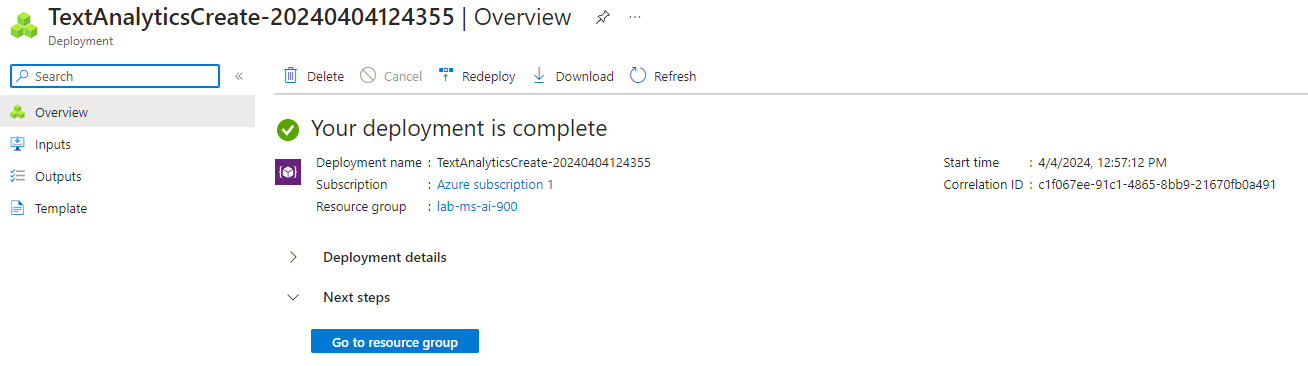 TextAnalyticsCreate-20240404124355 | Overview
Deployment
Search
Delete Cancel Redeploy Download Refresh
Overview
Inputs
Outputs
Template
Your deployment is complete
Deployment name : TextAnalyticsCreate-20240404124355
Subscription : Azure subscription 1
Resource group : lab-ms-ai-900
Start time : 4/4/2024, 12:57:12 PM
Correlation ID : c1f067ee-91c1-4865-8bb9-21670fb0a491
Deployment details
Next steps
Go to resource group